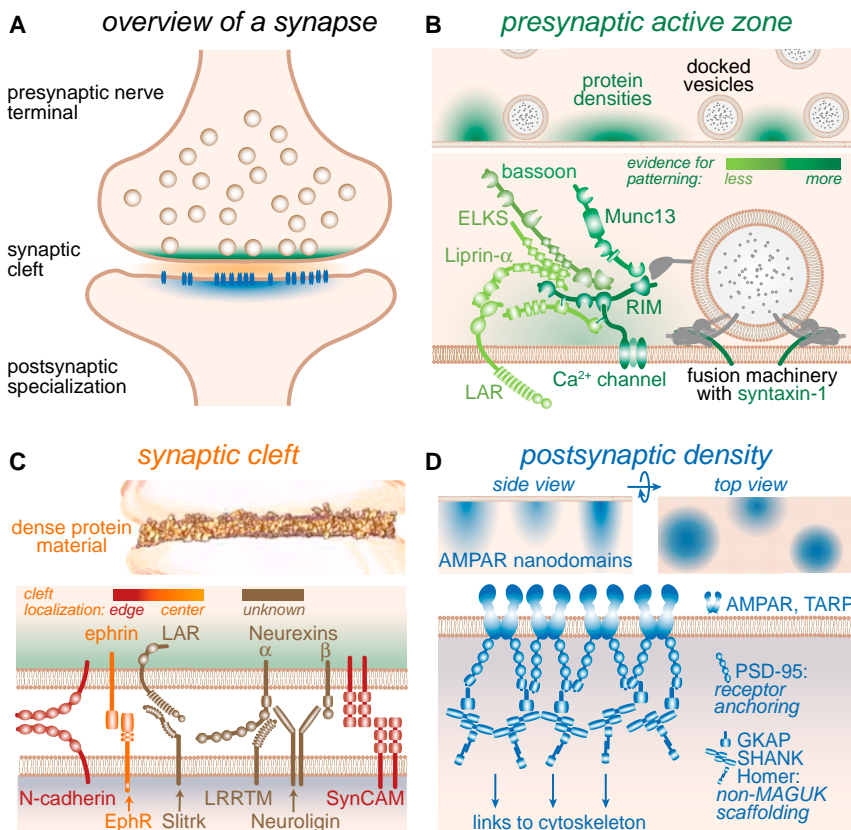 A
overview of a synapse
presynaptic nerve
terminal
synaptic
cleft
postsynaptic
specialization
B
presynaptic active zone
protein
densities
docked
vesicles
evidence for
patterning:
less
more
bassoon
Munc13
ELKS
Liprin-α
RIM
LAR
Ca²⁺ channel
fusion machinery
with syntaxin-1
C
synaptic cleft
dense protein
material
cleft
localization: edge
center
unknown
ephrin
LAR
Neurexins
α
β
N-cadherin
EphR
Slitrk
LRRTM
Neuroligin
SynCAM
D
postsynaptic density
side view
top view
AMPAR nanodomains
AMPAR, TARP
PSD-95:
receptor
anchoring
GKAP
SHANK
Homer:
non-MAGUK
scaffolding
links to cytoskeleton